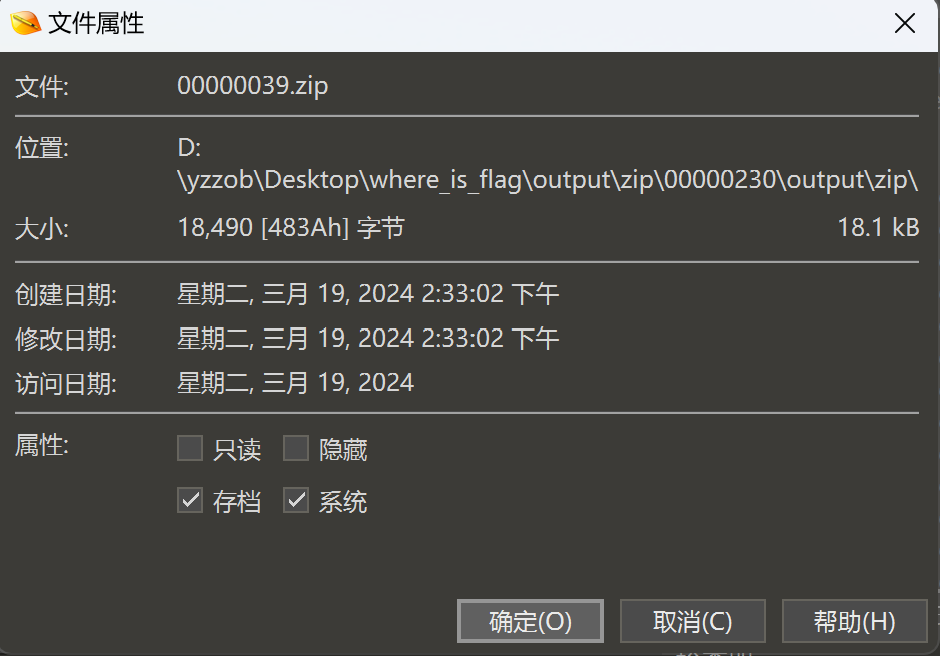 文件属性
文件: 00000039.zip
位置: D:
\yzzob\Desktop\where_is_flag\output\zip\00000230\output\zip\
大小: 18,490 [483Ah] 字节 18.1 kB
创建日期: 星期二, 三月 19, 2024 2:33:02 下午
修改日期: 星期二, 三月 19, 2024 2:33:02 下午
访问日期: 星期二, 三月 19, 2024
属性: 只读 隐藏
存档 系统
确定(O) 取消(C) 帮助(H)